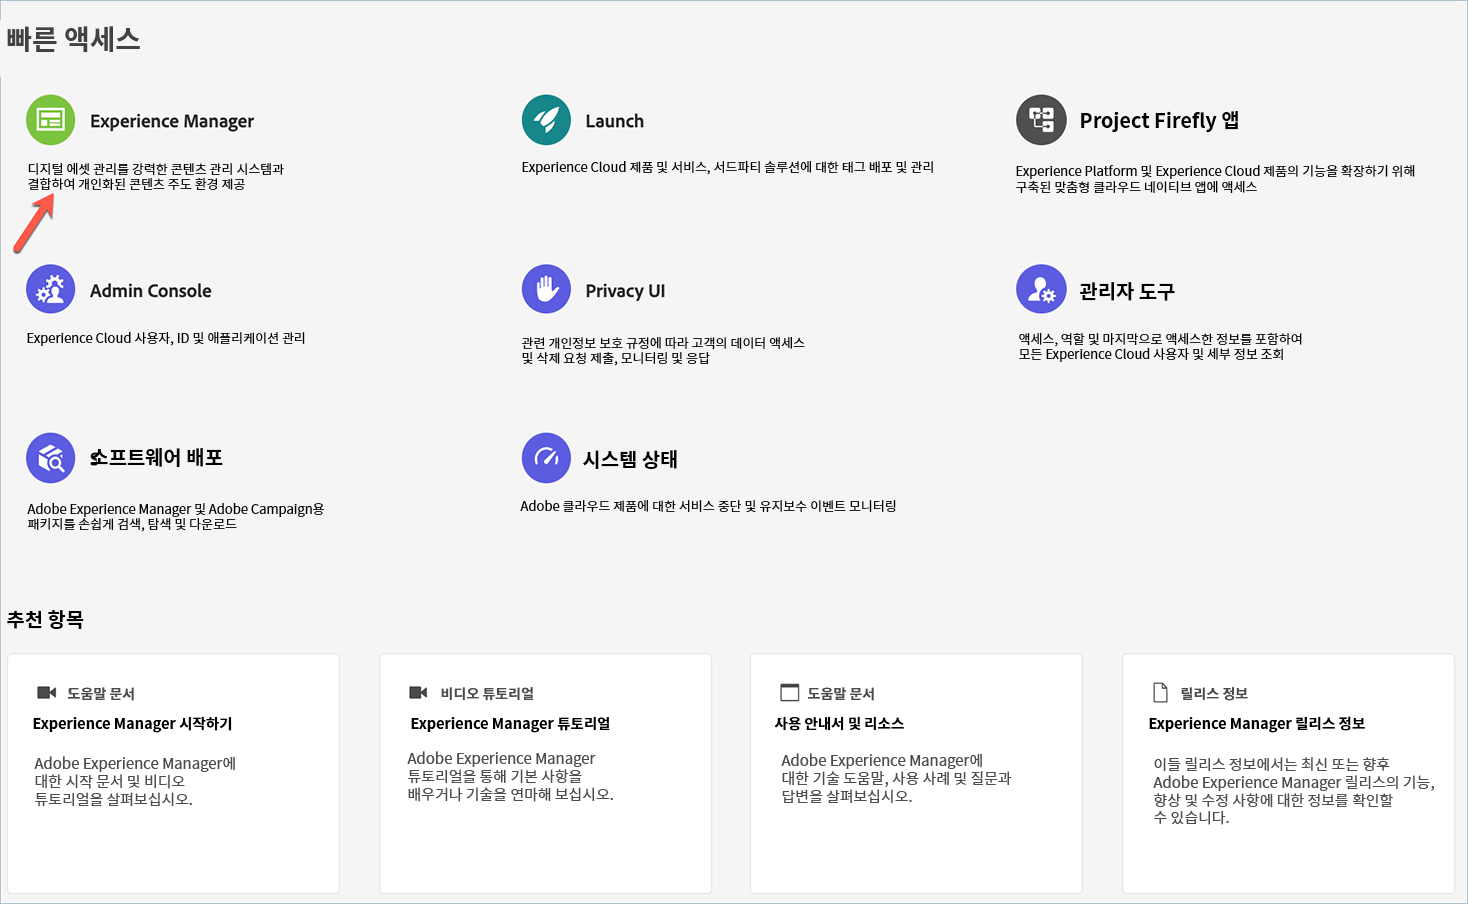 빠른 액세스
Experience Manager
디지털 에셋 관리를 강력한 콘텐츠 관리 시스템과
결합하여 개인화된 콘텐츠 주도 환경 제공
Launch
Experience Cloud 제품 및 서비스, 서드파티 솔루션에 대한 태그 배포 및 관리
Project Firefly 앱
Experience Platform 및 Experience Cloud 제품의 기능을 확장하기 위해
구축된 맞춤형 클라우드 네이티브 앱에 액세스
Admin Console
Experience Cloud 사용자, ID 및 애플리케이션 관리
Privacy UI
관련 개인정보 보호 규정에 따라 고객의 데이터 액세스
및 삭제 요청 제출, 모니터링 및 응답
관리자 도구
액세스, 역할 및 마지막으로 액세스한 정보를 포함하여
모든 Experience Cloud 사용자 및 세부 정보 조회
소프트웨어 배포
Adobe Experience Manager 및 Adobe Campaign용
패키지를 손쉽게 검색, 탐색 및 다운로드
시스템 상태
Adobe 클라우드 제품에 대한 서비스 중단 및 유지보수 이벤트 모니터링
추천 항목
도움말 문서
Experience Manager 시작하기
Adobe Experience Manager에
대한 시작 문서 및 비디오
튜토리얼을 살펴보십시오.
비디오 튜토리얼
Experience Manager 튜토리얼
Adobe Experience Manager
튜토리얼을 통해 기본 사항을
배우거나 기술을 연마해 보십시오.
도움말 문서
사용 안내서 및 리소스
Adobe Experience Manager에
대한 기술 도움말, 사용 사례 및 질문과
답변을 살펴보십시오.
릴리스 정보
Experience Manager 릴리스 정보
이들 릴리스 정보에서는 최신 또는 향후
Adobe Experience Manager 릴리스의 기능,
향상 및 수정 사항에 대한 정보를 확인할
수 있습니다.